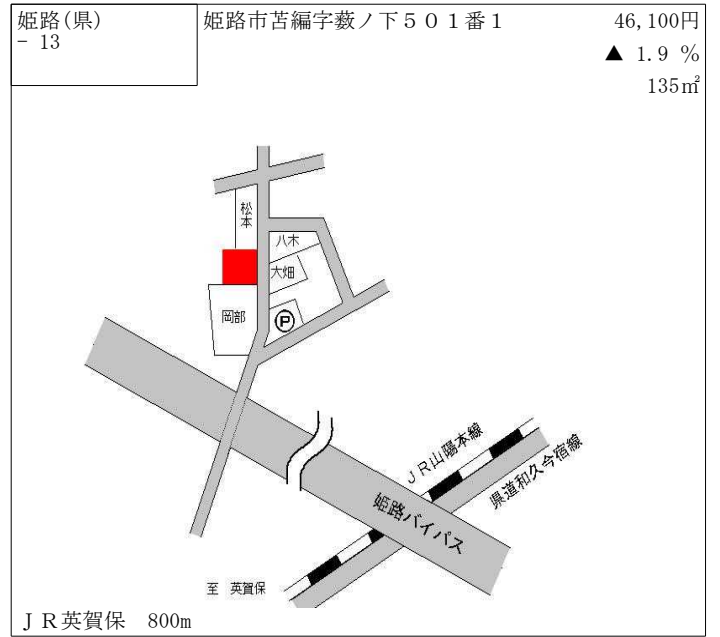 姫路(県)
－ 13
姫路市苫編字薮ノ下５０１番１
46,100円
▲ 1.9 %
135㎡
松本
八木
大畑
岡部
Ⓟ
ＪＲ山陽本線
県道和久今宿線
姫路バイパス
至 英賀保
ＪＲ英賀保 800m